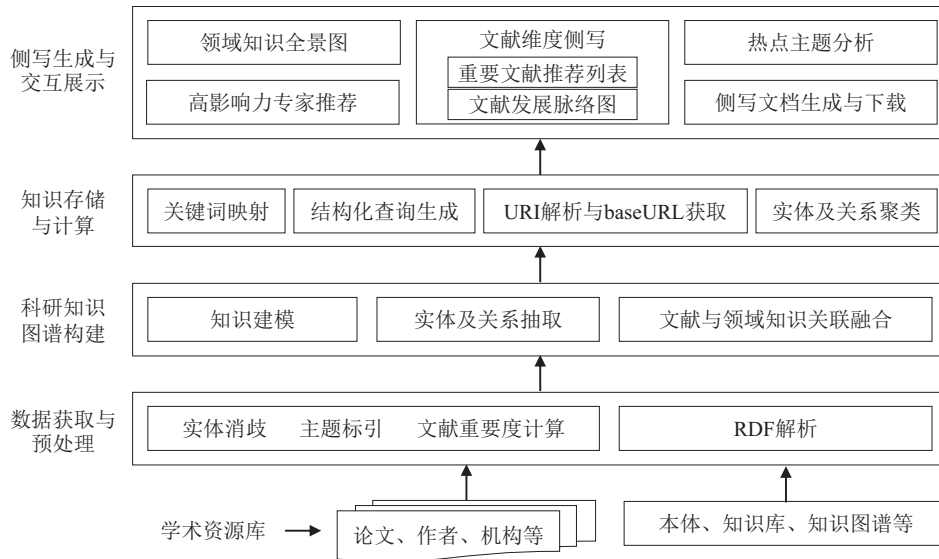 侧写生成与
交互展示
领域知识全景图
高影响力专家推荐
文献维度侧写
重要文献推荐列表
文献发展脉络图
热点主题分析
侧写文档生成与下载
知识存储
与计算
关键词映射
结构化查询生成
URI解析与baseURL获取
实体及关系聚类
科研知识
图谱构建
知识建模
实体及关系抽取
文献与领域知识关联融合
数据获取与
预处理
实体消歧 主题标引 文献重要度计算
RDF解析
学术资源库
论文、作者、机构等
本体、知识库、知识图谱等